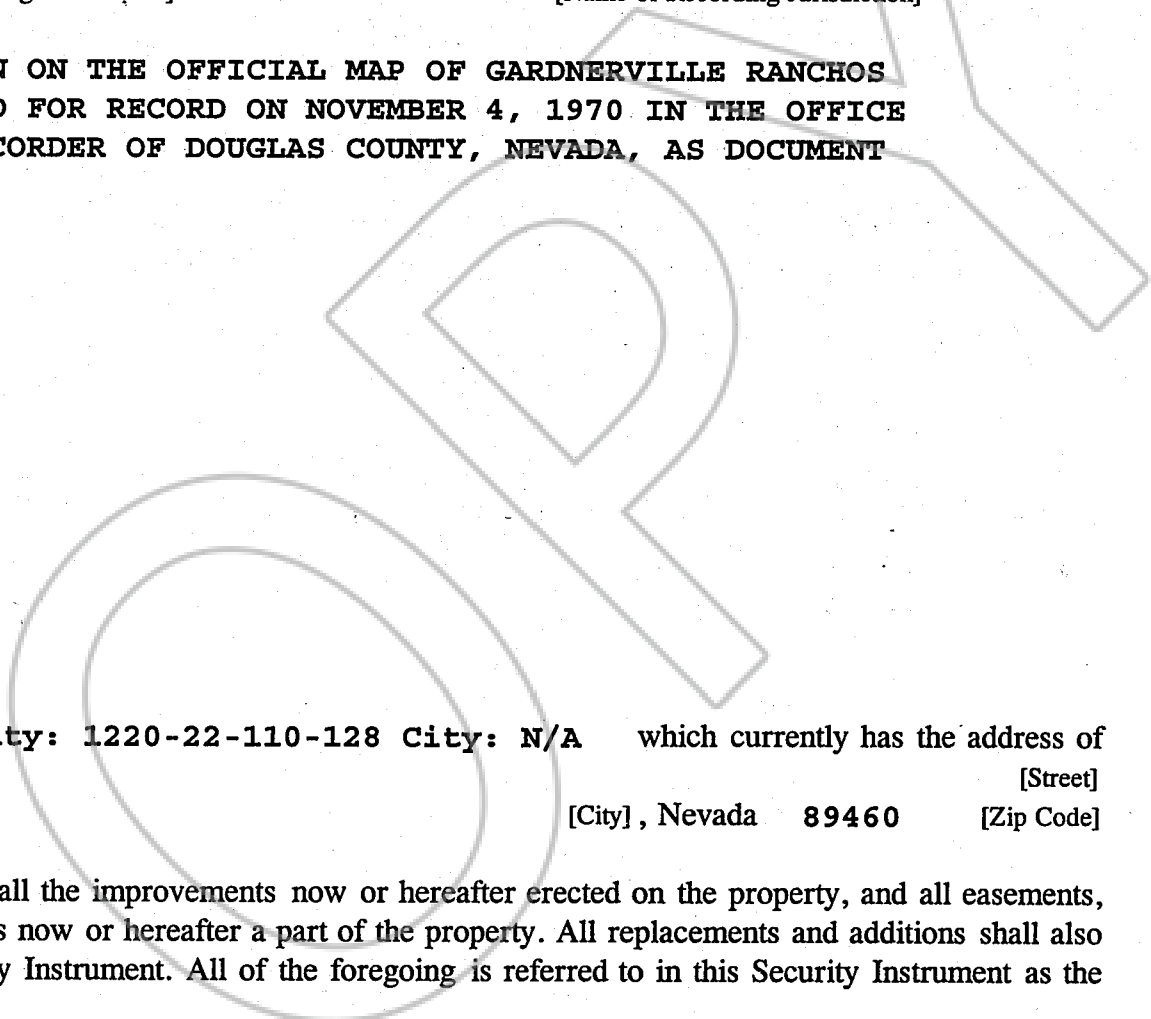 ON THE OFFICIAL MAP OF GARDNERVILLE RANCHOS
FOR RECORD ON NOVEMBER 4, 1970 IN THE OFFICE
CORDER OF DOUGLAS COUNTY, NEVADA, AS DOCUMENT
COPY
ty: 1220-22-110-128 City: N/A which currently has the address of
[Street]
[City] , Nevada 89460 [Zip Code]
all the improvements now or hereafter erected on the property, and all easements,
s now or hereafter a part of the property. All replacements and additions shall also
y Instrument. All of the foregoing is referred to in this Security Instrument as the